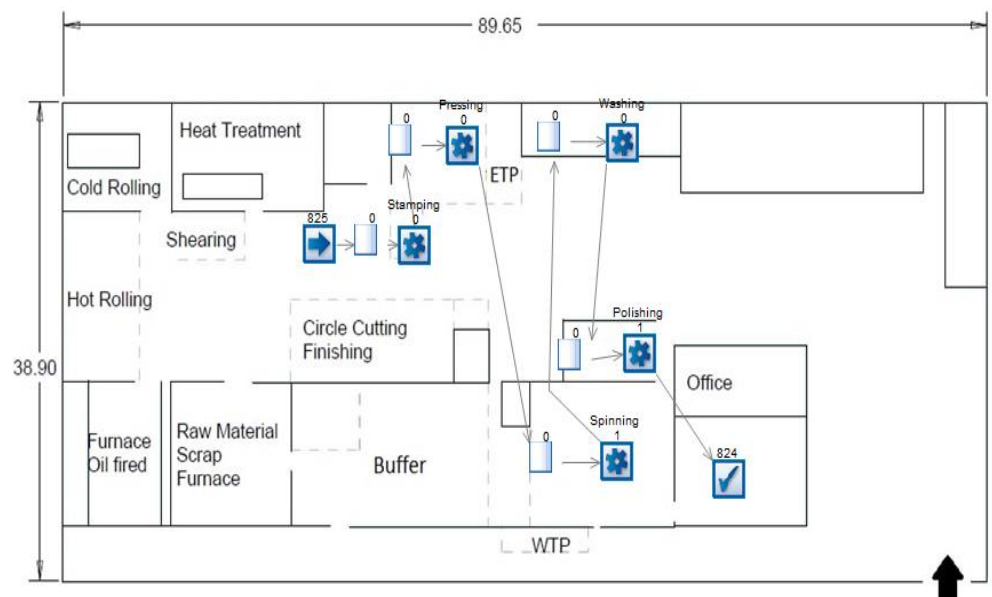 89.65
Pressing
0
0
Washing
0
0
Heat Treatment
Cold Rolling
ETP
Stamping
825
0
0
Shearing
Hot Rolling
Circle Cutting
Finishing
Polishing
1
0
38.90
Office
Furnace
Oil fired
Raw Material
Scrap
Furnace
Buffer
Spinning
1
0
824
WTP